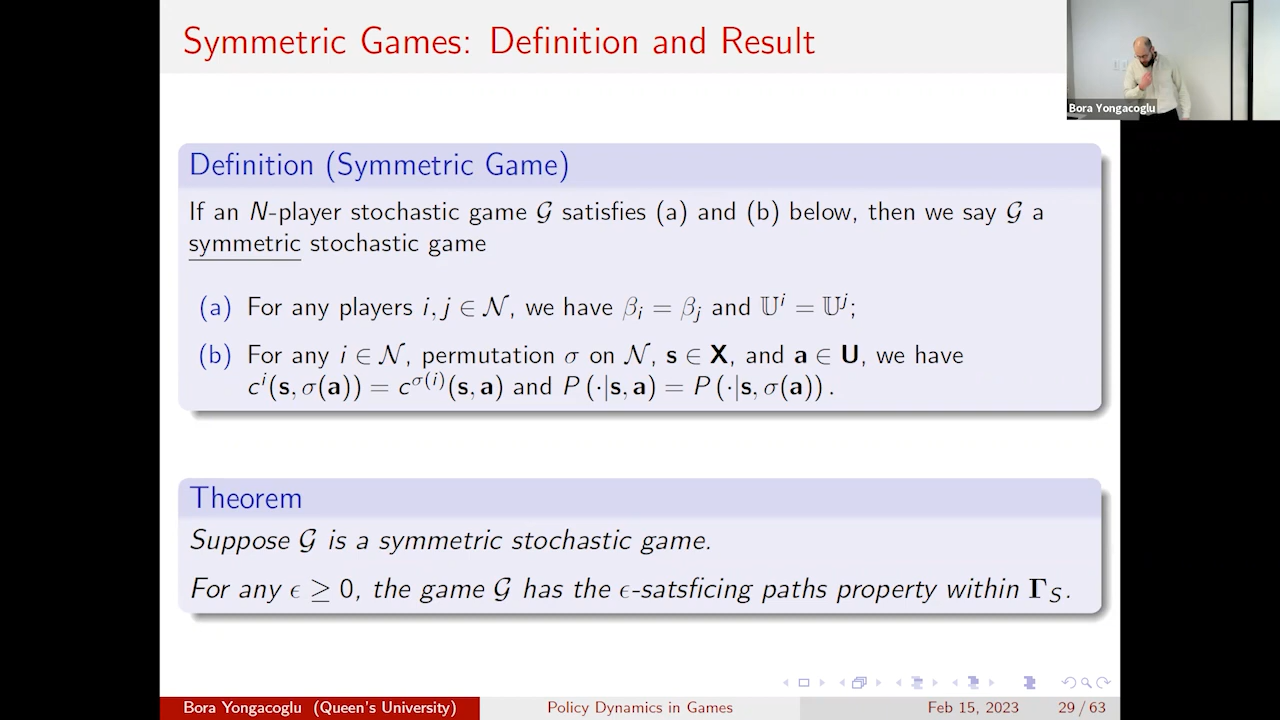 Symmetric Games: Definition and Result
Bora Yongacoglu
Definition (Symmetric Game)
If an N-player stochastic game 𝒢 satisfies (a) and (b) below, then we say 𝒢 a
symmetric stochastic game
(a) For any players i, j ∈ 𝒩, we have βᵢ = βⱼ and 𝕌ⁱ = 𝕌ʲ;
(b) For any i ∈ 𝒩, permutation σ on 𝒩, s ∈ X, and a ∈ U, we have
cⁱ(s, σ(a)) = c^{σ(i)}(s, a) and P(·|s, a) = P(·|s, σ(a)).
Theorem
Suppose 𝒢 is a symmetric stochastic game.
For any ϵ ≥ 0, the game 𝒢 has the ϵ-satsficing paths property within Γ_S.
Bora Yongacoglu (Queen's University)
Policy Dynamics in Games
Feb 15, 2023
29 / 63